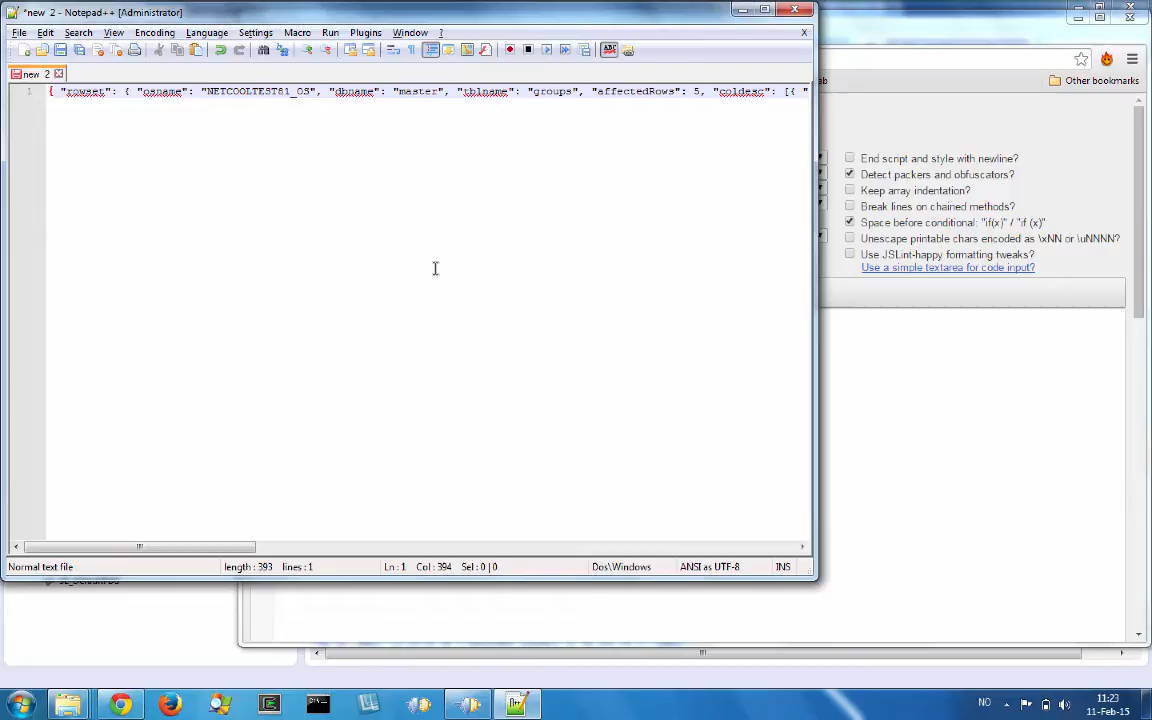 *new 2 - Notepad++ [Administrator]
File Edit Search View Encoding Language Settings Macro Run Plugins Window ? X
new 2
1 { "rowset": { "osname": "NETCOOLTEST81_OS", "dbname": "master", "tblname": "groups", "affectedRows": 5, "coldesc": [{ "
Normal text file length : 393 lines : 1 Ln : 1 Col : 394 Sel : 0 | 0 Dos\Windows ANSI as UTF-8 INS
Other bookmarks
End script and style with newline?
Detect packers and obfuscators?
Keep array indentation?
Break lines on chained methods?
Space before conditional: "if(x)" / "if (x)"
Unescape printable chars encoded as \xNN or \uNNNN?
Use JSLint-happy formatting tweaks?
Use a simple textarea for code input?
NO
11:23
11-Feb-15